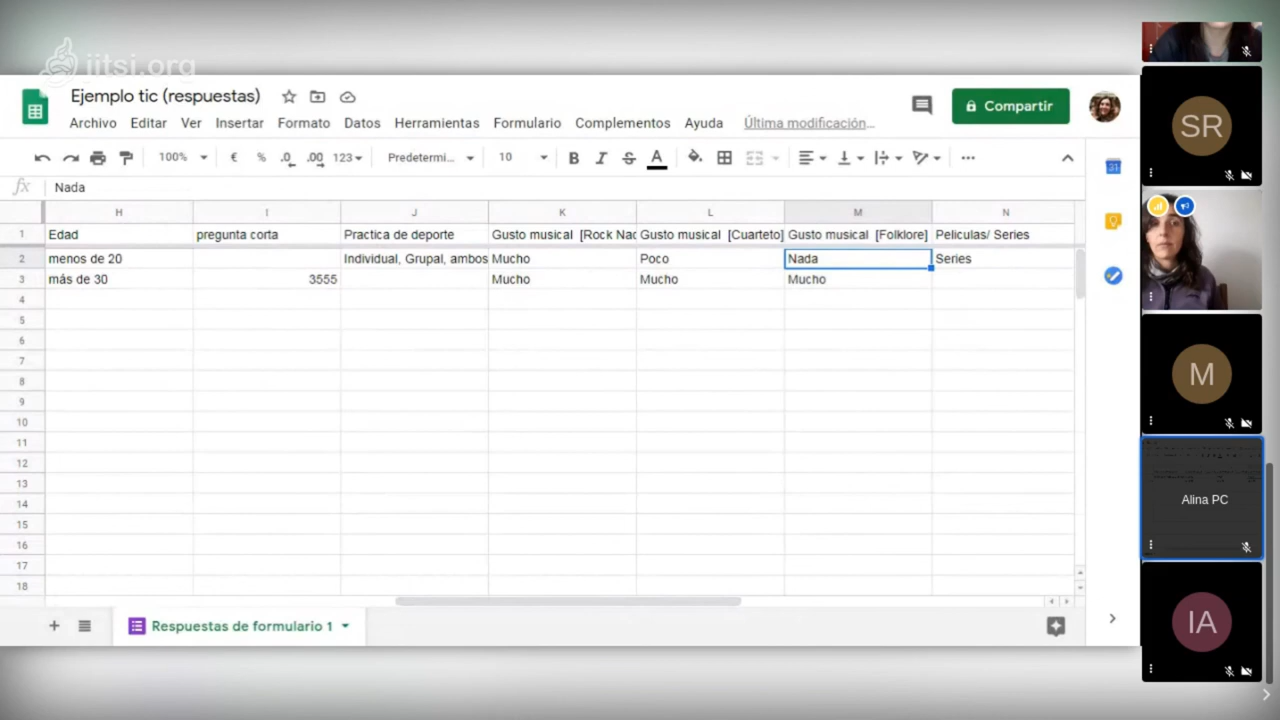 jitsi.org
Ejemplo tic (respuestas)
Compartir
Archivo Editar Ver Insertar Formato Datos Herramientas Formulario Complementos Ayuda Última modificación...
100% € % .0 .00 123 Predetermi... 10 B I S A
fx Nada
H I J K L M N
1 Edad pregunta corta Practica de deporte Gusto musical [Rock Nac Gusto musical [Cuarteto] Gusto musical [Folklore] Peliculas/ Series
2 menos de 20 Individual, Grupal, ambos Mucho Poco Nada Series
3 más de 30 3555 Mucho Mucho Mucho
4
5
6
7
8
9
10
11
12
13
14
15
16
17
18
+ Respuestas de formulario 1
31
SR
M
Alina PC
IA